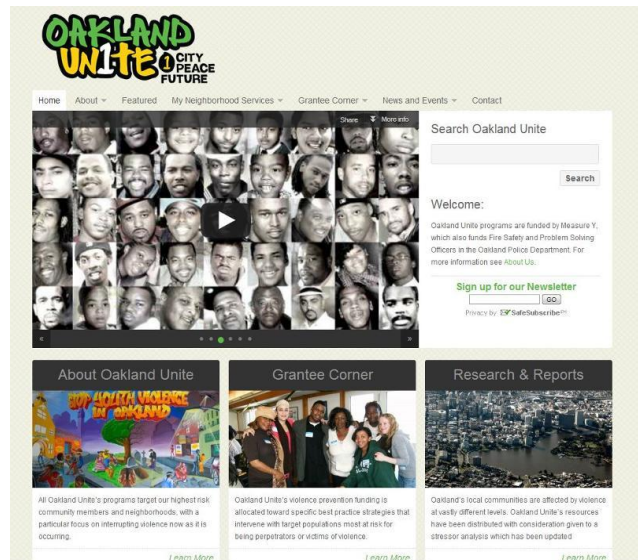 OAKLAND
UN1TE 1 CITY
PEACE
FUTURE
Home About Featured My Neighborhood Services Grantee Corner News and Events Contact
Share More info
Search Oakland Unite
Search
Welcome:
Oakland Unite programs are funded by Measure Y,
which also funds Fire Safety and Problem Solving
Officers in the Oakland Police Department. For
more information see About Us.
Sign up for our Newsletter
GO
Privacy by SafeSubscribe℠
« »
About Oakland Unite
STOP YOUTH VIOLENCE
IN OAKLAND
All Oakland Unite's programs target our highest risk
community members and neighborhoods, with a
particular focus on interrupting violence now as it is
occurring.
Learn More
Grantee Corner
Oakland Unite's violence prevention funding is
allocated toward specific best practice strategies that
intervene with target populations most at risk for
being perpetrators or victims of violence.
Learn More
Research & Reports
Oakland's local communities are affected by violence
at vastly different levels. Oakland Unite's resources
have been distributed with consideration given to a
stressor analysis which has been updated
Learn More